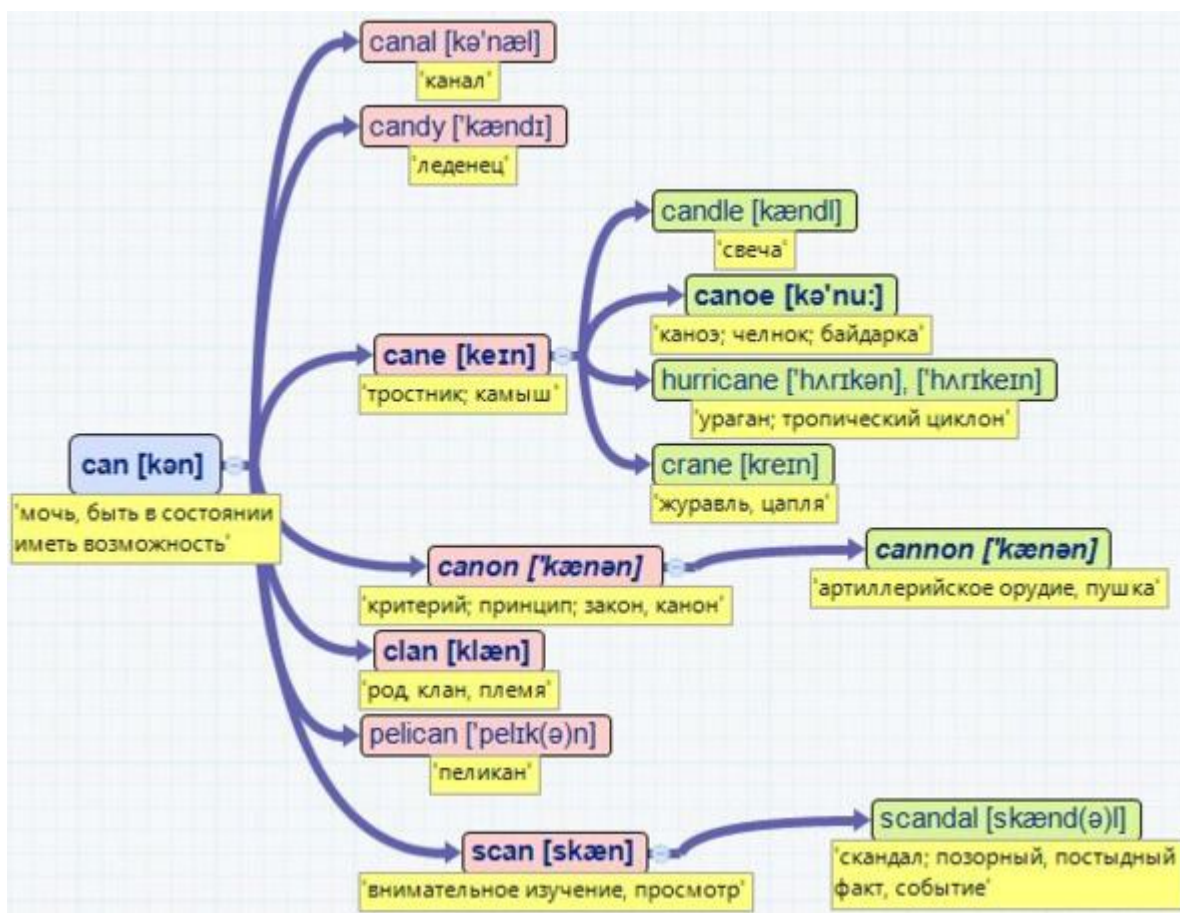 canal [kə'næl]
'канал'
candy ['kændɪ]
'леденец'
candle [kændl]
'свеча'
canoe [kə'nu:]
'каноэ; челнок; байдарка'
cane [keɪn]
'тростник; камыш'
hurricane ['hʌrɪkən], ['hʌrɪkeɪn]
'ураган; тропический циклон'
can [kən]
'мочь, быть в состоянии
иметь возможность'
crane [kreɪn]
'журавль, цапля'
canon ['kænən]
'критерий; принцип; закон, канон'
cannon ['kænən]
'артиллерийское орудие, пушка'
clan [klæn]
'род, клан, племя'
pelican ['pelɪk(ə)n]
'пеликан'
scan [skæn]
'внимательное изучение, просмотр'
scandal [skænd(ə)l]
'скандал; позорный, постыдный
факт, событие'